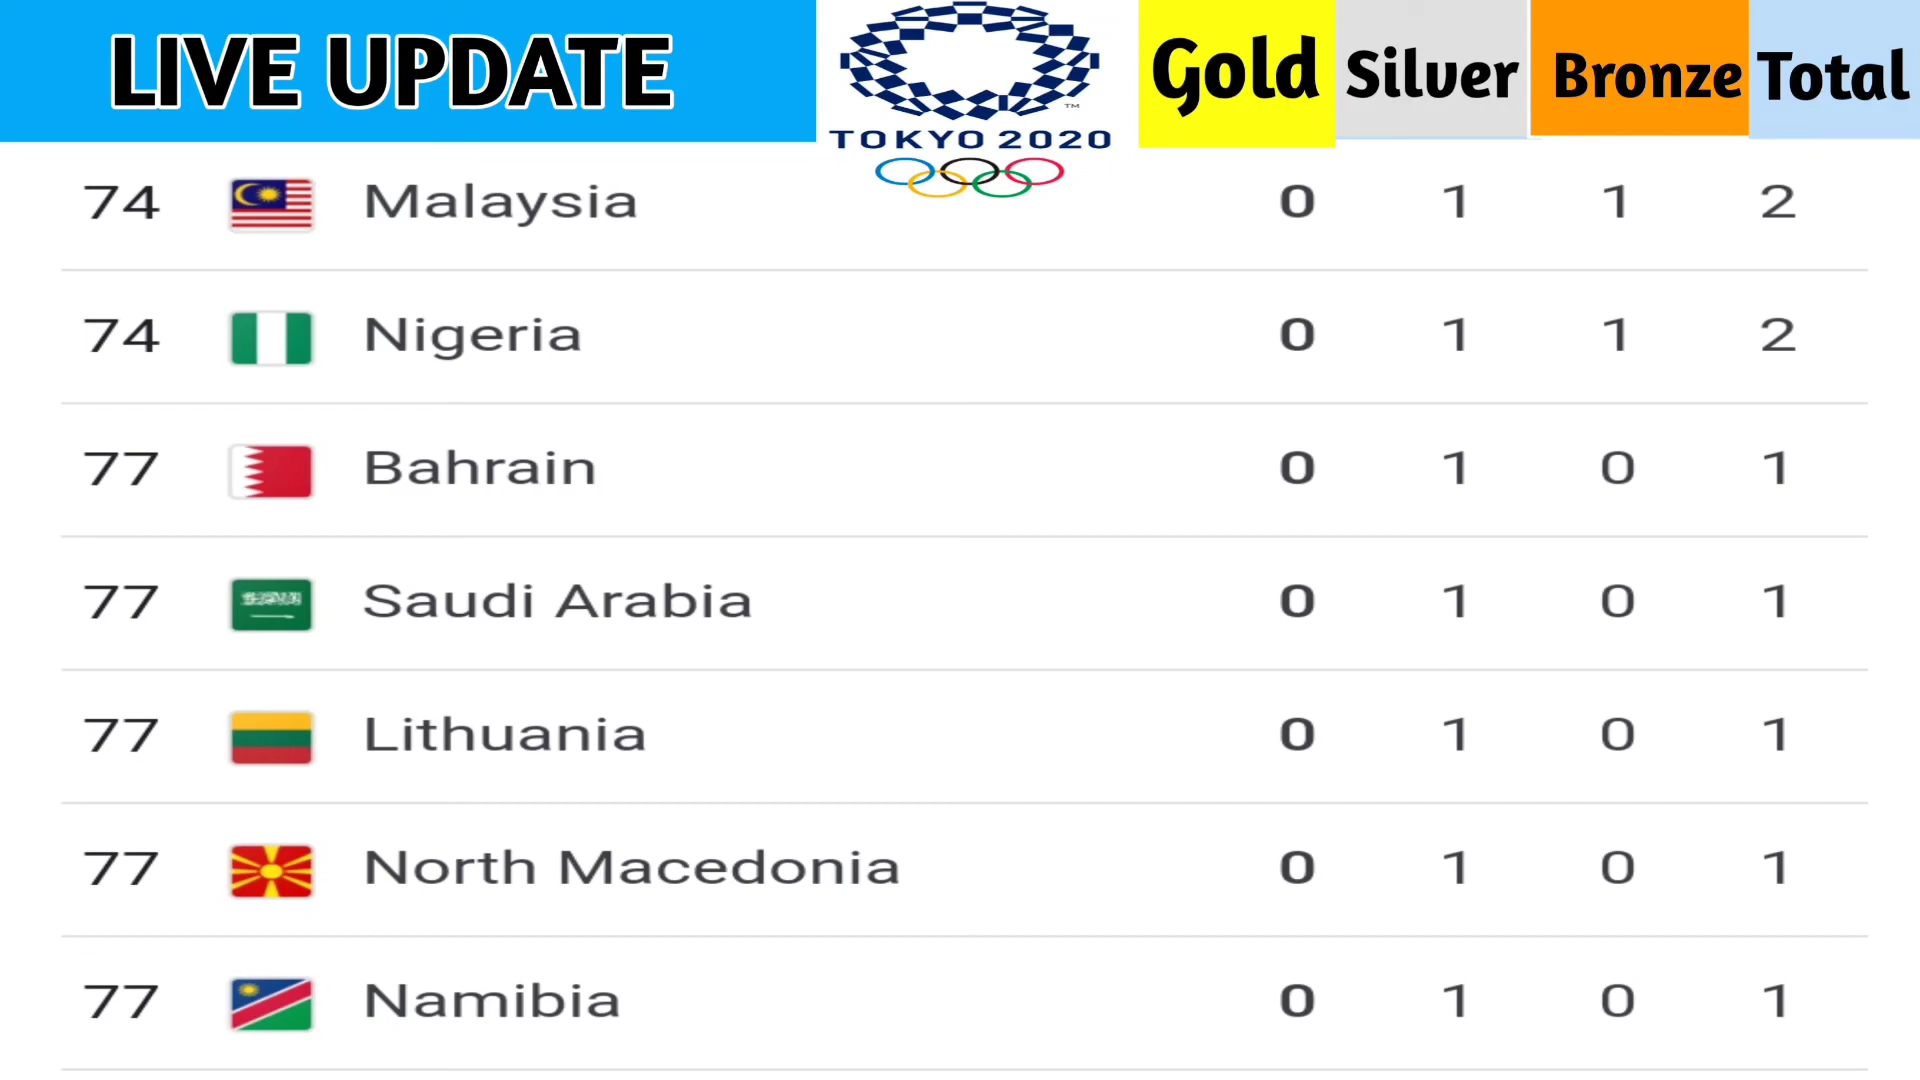 LIVE UPDATE
TOKYO 2020
TM
Gold Silver Bronze Total
74 Malaysia 0 1 1 2
74 Nigeria 0 1 1 2
77 Bahrain 0 1 0 1
77 Saudi Arabia 0 1 0 1
77 Lithuania 0 1 0 1
77 North Macedonia 0 1 0 1
77 Namibia 0 1 0 1